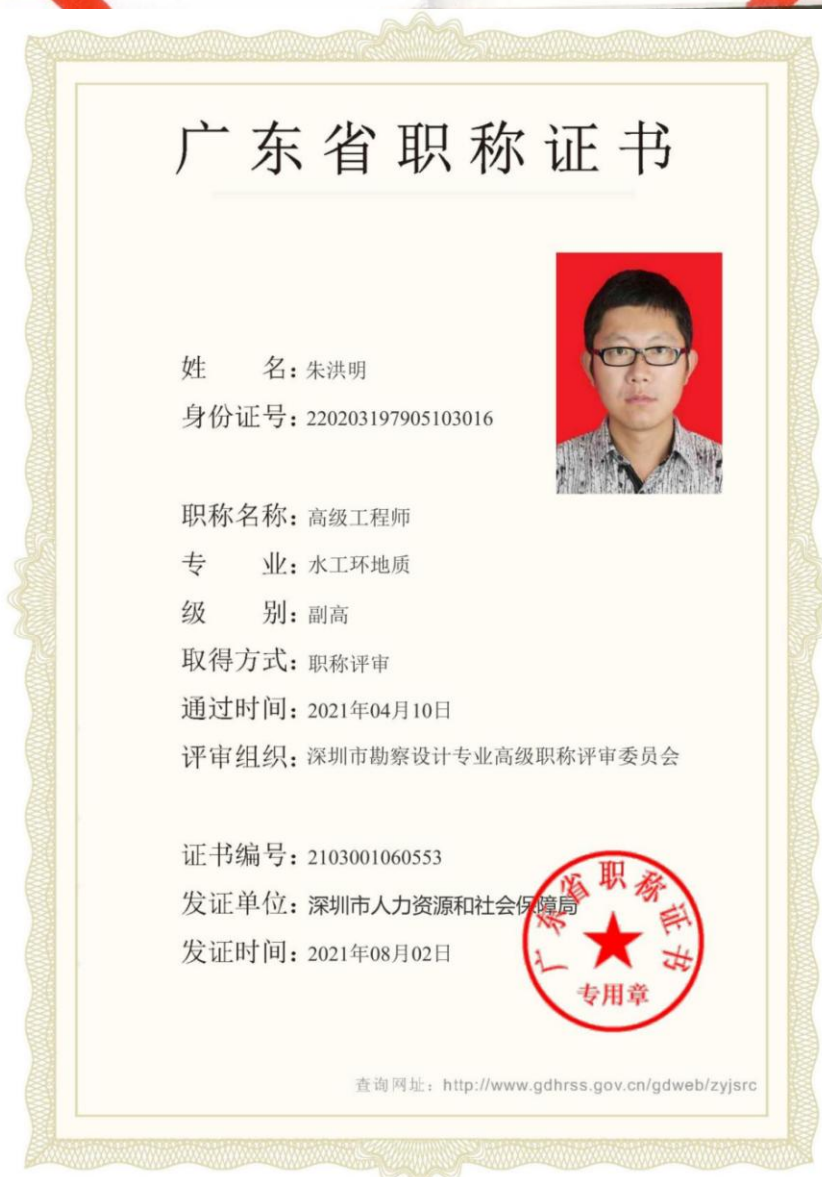 广东省职称证书
姓 名：朱洪明
身份证号：220203197905103016
职称名称：高级工程师
专 业：水工环地质
级 别：副高
取得方式：职称评审
通过时间：2021年04月10日
评审组织：深圳市勘察设计专业高级职称评审委员会
证书编号：2103001060553
发证单位：深圳市人力资源和社会保障局
发证时间：2021年08月02日
广东省职称证书
专用章
查询网址：http://www.gdhrss.gov.cn/gdweb/zyjsrc